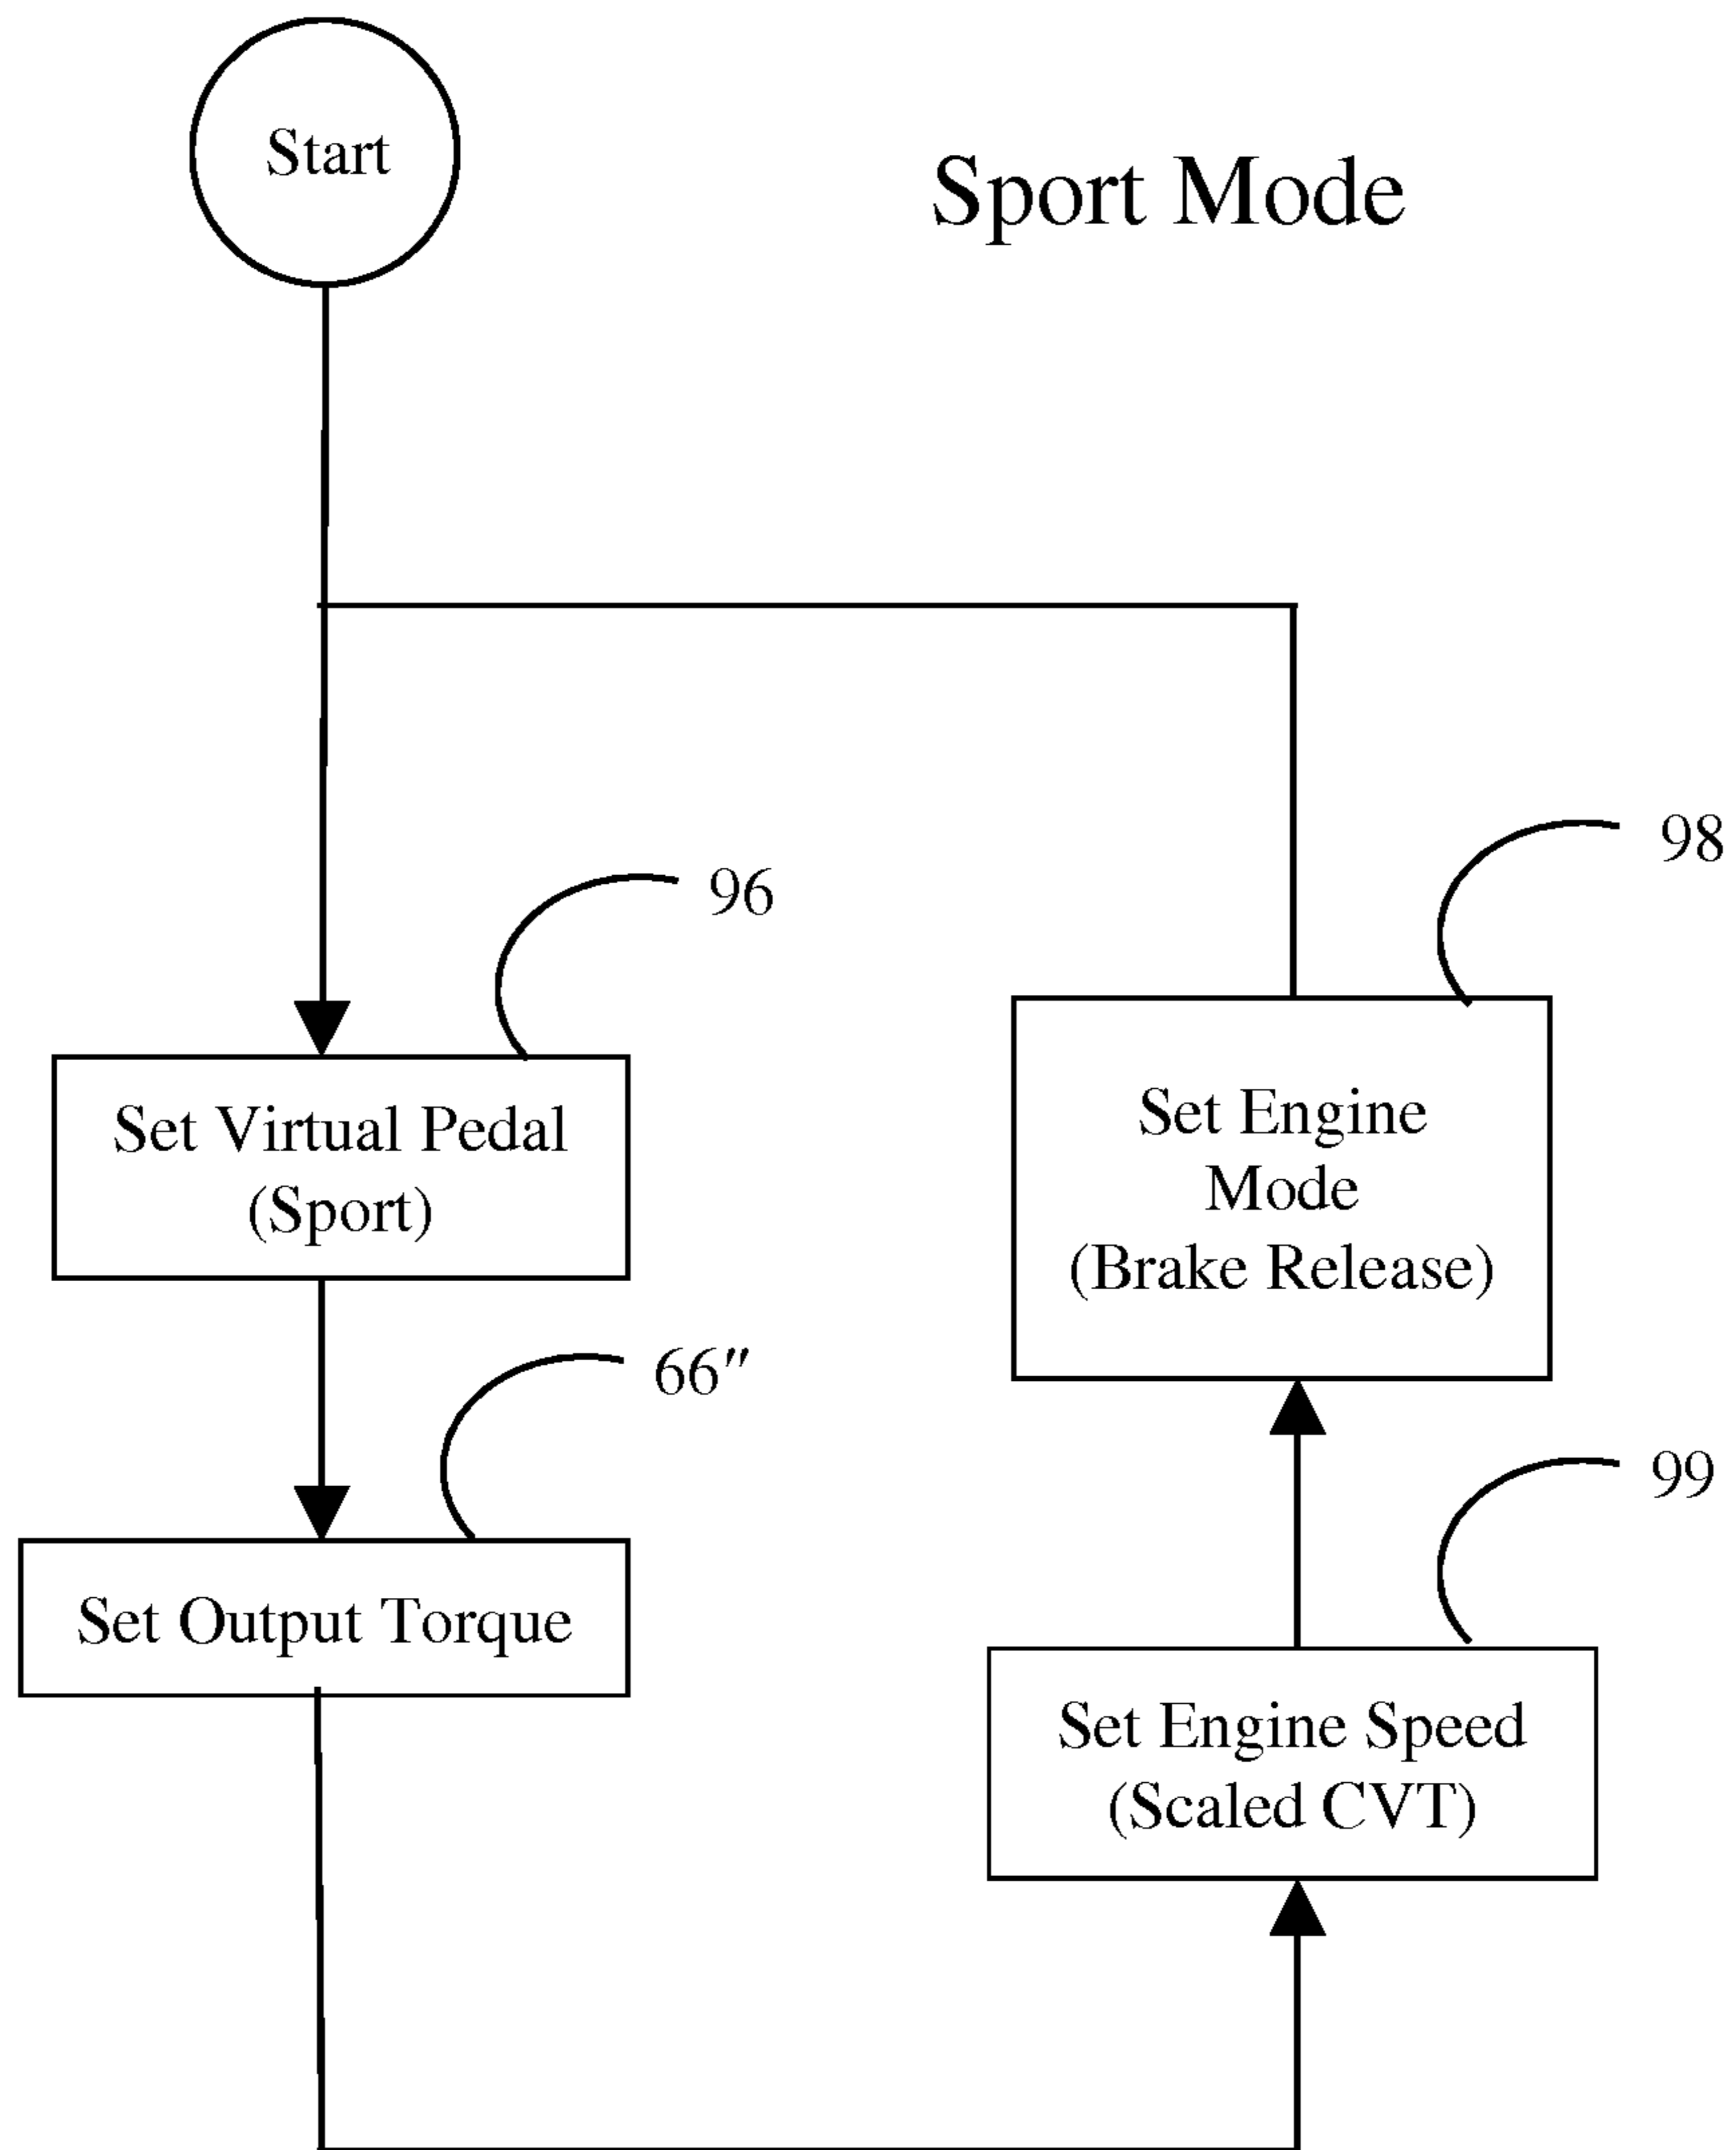 Start
Sport Mode
96
Set Virtual Pedal
(Sport)
66″
Set Output Torque
98
Set Engine
Mode
(Brake Release)
99
Set Engine Speed
(Scaled CVT)